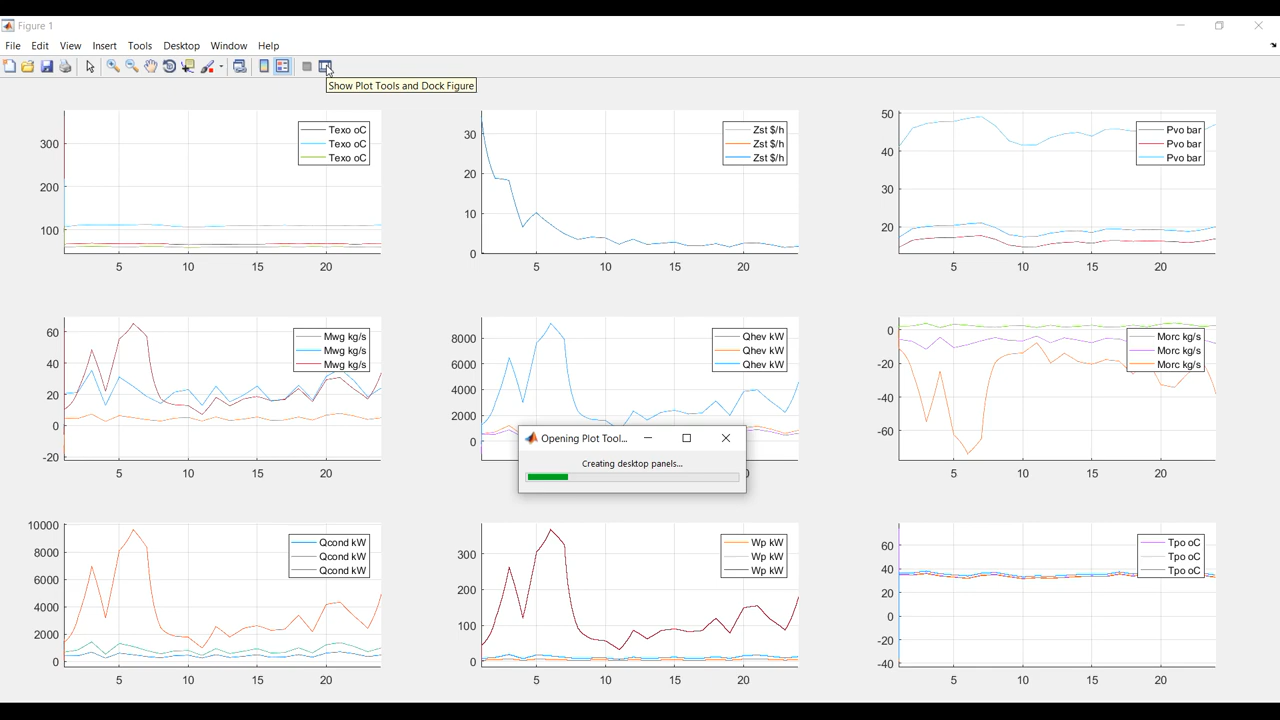 Figure 1
File Edit View Insert Tools Desktop Window Help
Show Plot Tools and Dock Figure
300
200
100
5 10 15 20
Texo oC
Texo oC
Texo oC
30
20
10
0
5 10 15 20
Zst $/h
Zst $/h
Zst $/h
50
40
30
20
5 10 15 20
Pvo bar
Pvo bar
Pvo bar
60
40
20
0
-20
5 10 15 20
Mwg kg/s
Mwg kg/s
Mwg kg/s
8000
6000
4000
2000
0
Qhev kW
Qhev kW
Qhev kW
Opening Plot Tool...
Creating desktop panels...
0
-20
-40
-60
5 10 15 20
Morc kg/s
Morc kg/s
Morc kg/s
10000
8000
6000
4000
2000
0
5 10 15 20
Qcond kW
Qcond kW
Qcond kW
300
200
100
0
5 10 15 20
Wp kW
Wp kW
Wp kW
60
40
20
0
-20
-40
5 10 15 20
Tpo oC
Tpo oC
Tpo oC